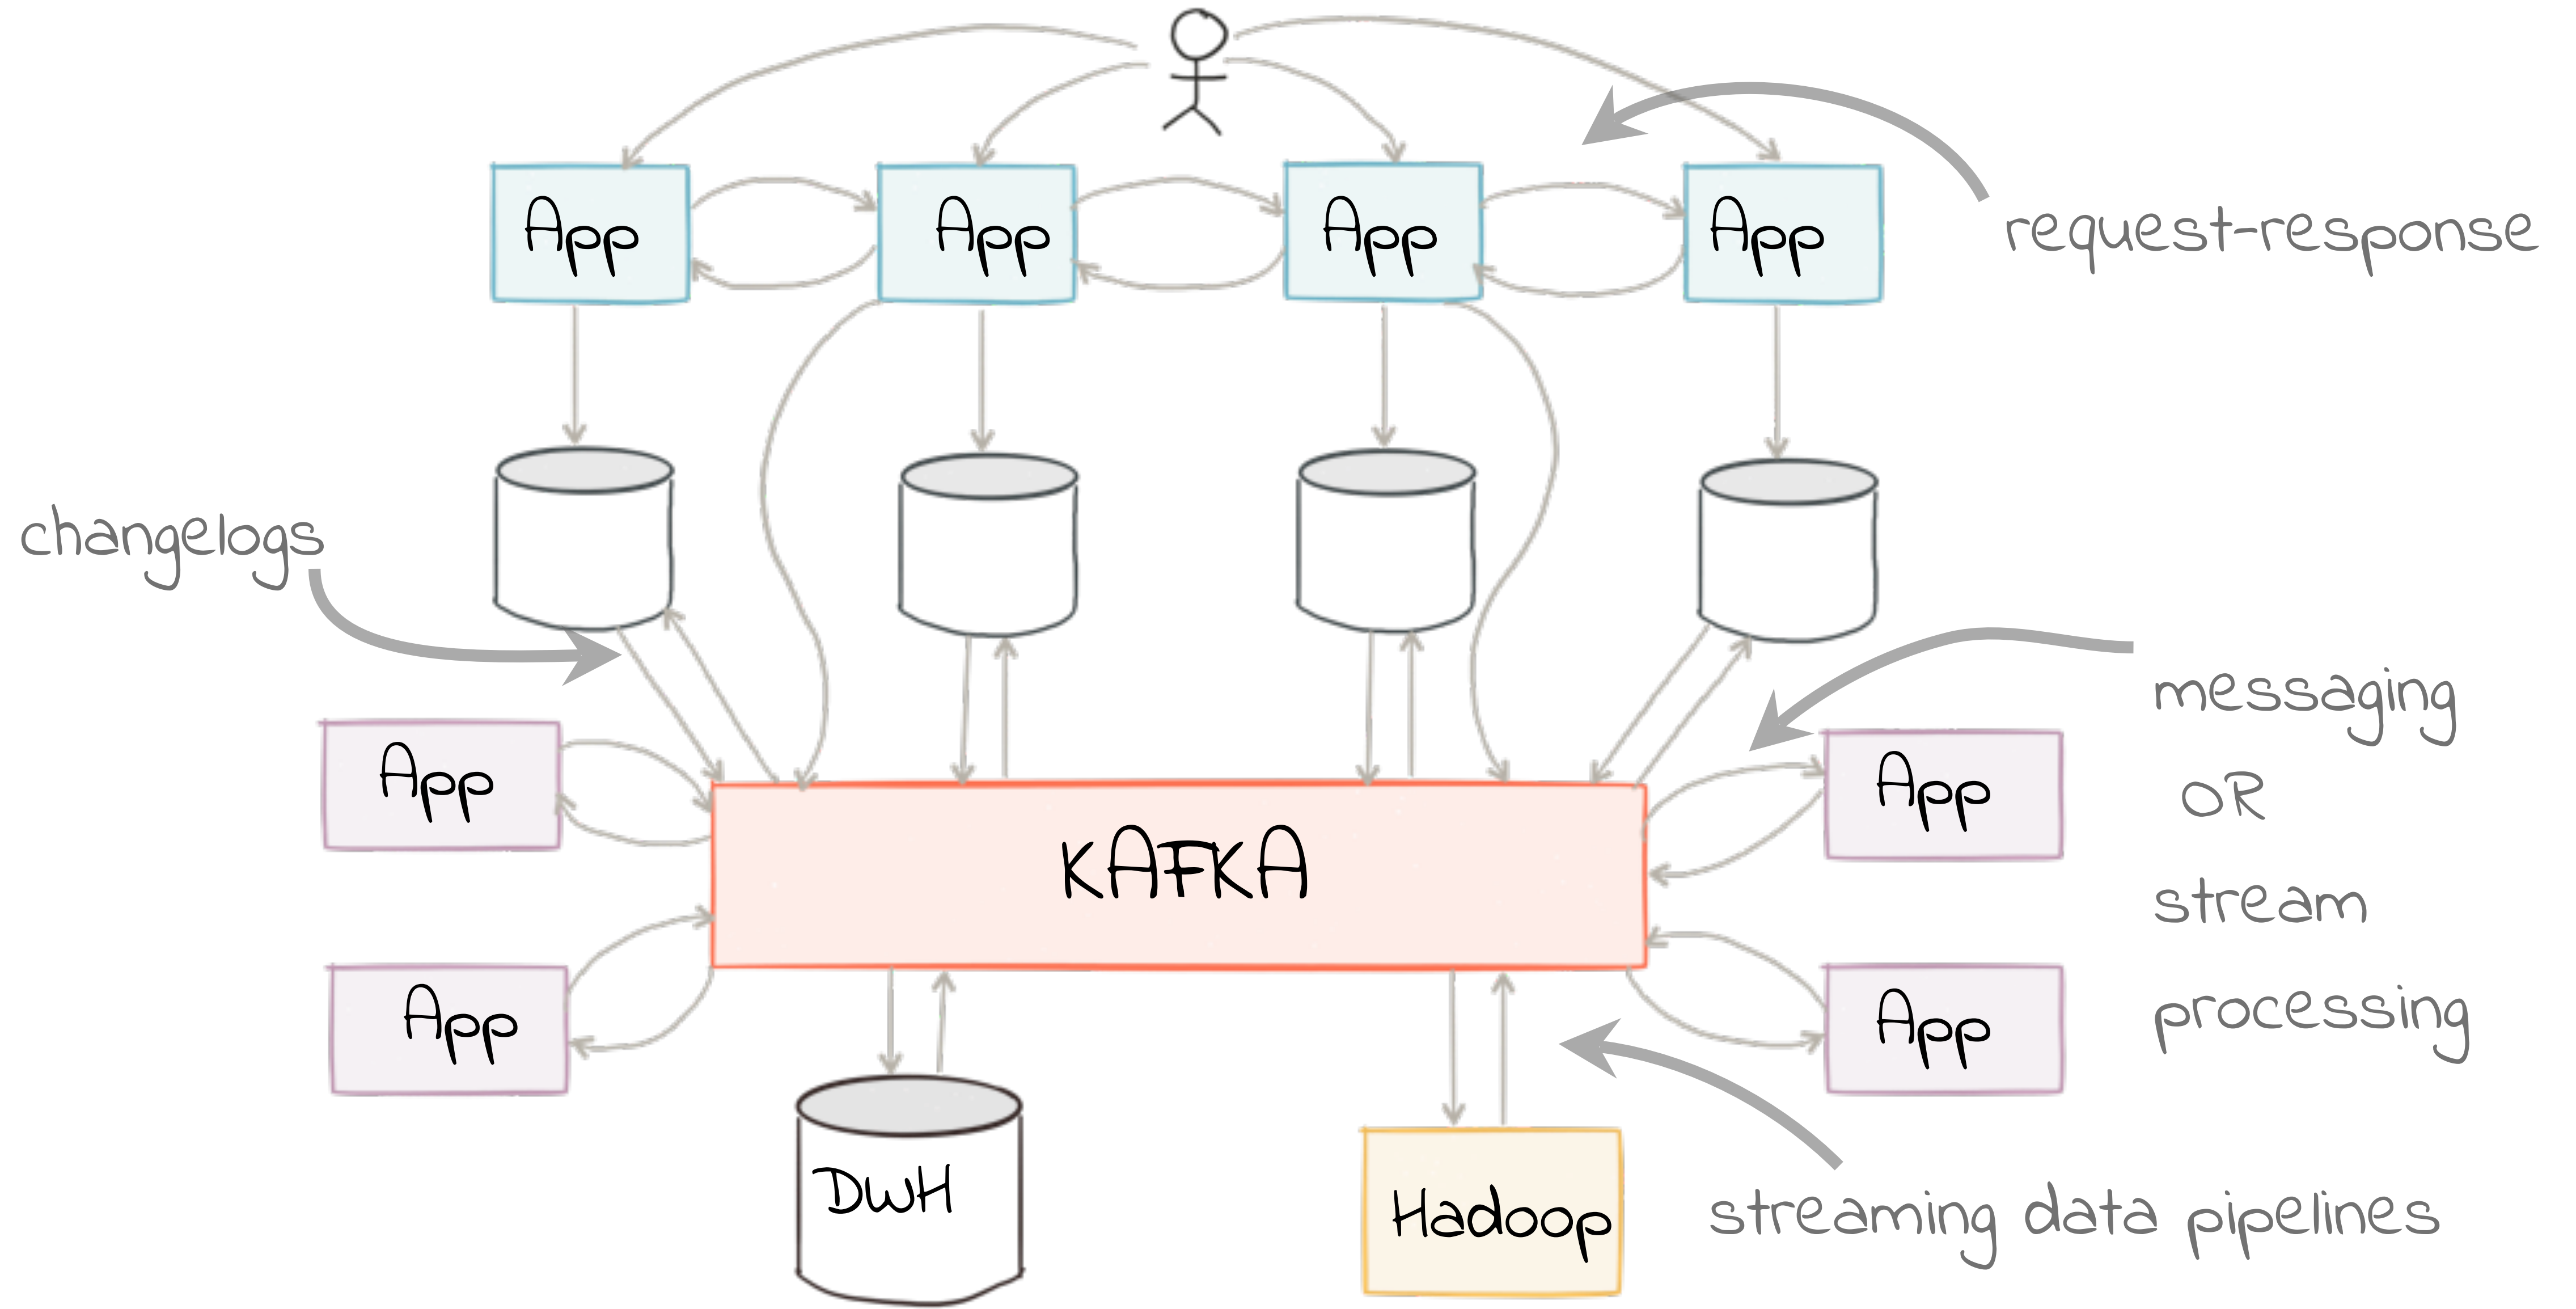 App
App
App
App
request-response
changelogs
messaging
OR
stream
processing
App
App
KAFKA
App
App
DWH
Hadoop
streaming data pipelines